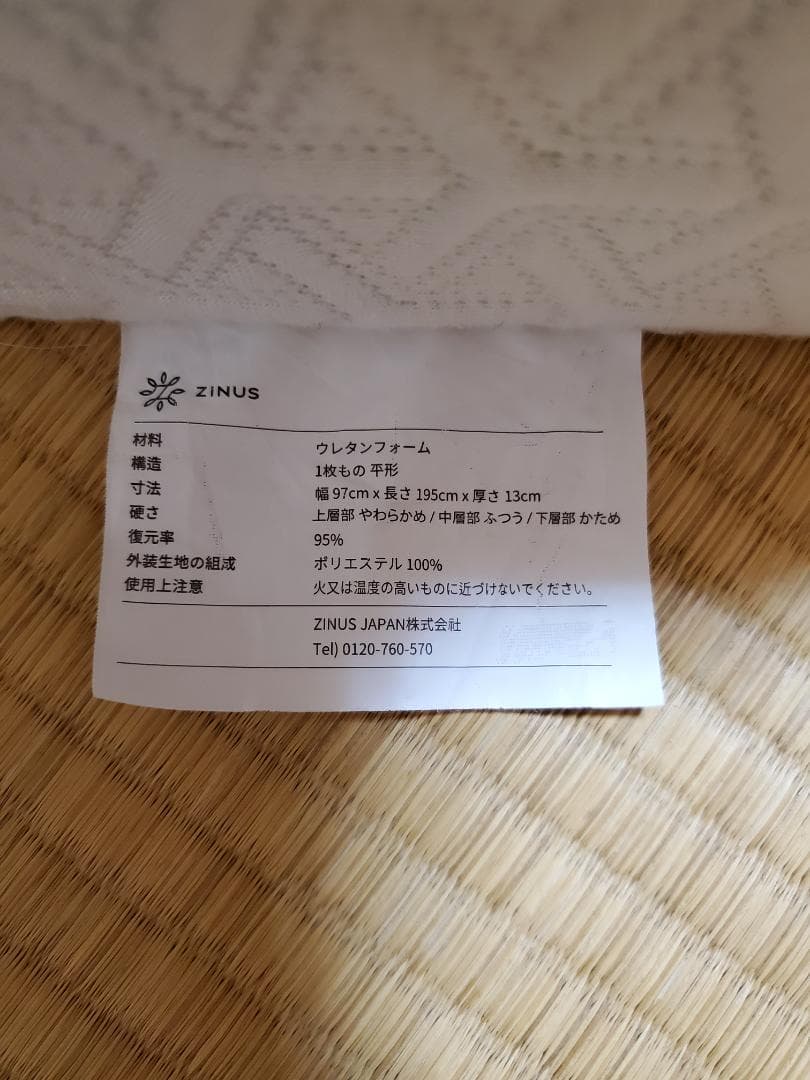 ZINUS
材料 ウレタンフォーム
構造 1枚もの 平形
寸法 幅 97cm x 長さ 195cm x 厚さ 13cm
硬さ 上層部 やわらかめ / 中層部 ふつう / 下層部 かため
復元率 95%
外装生地の組成 ポリエステル 100%
使用上注意 火又は温度の高いものに近づけないでください。
ZINUS JAPAN株式会社
Tel) 0120-760-570